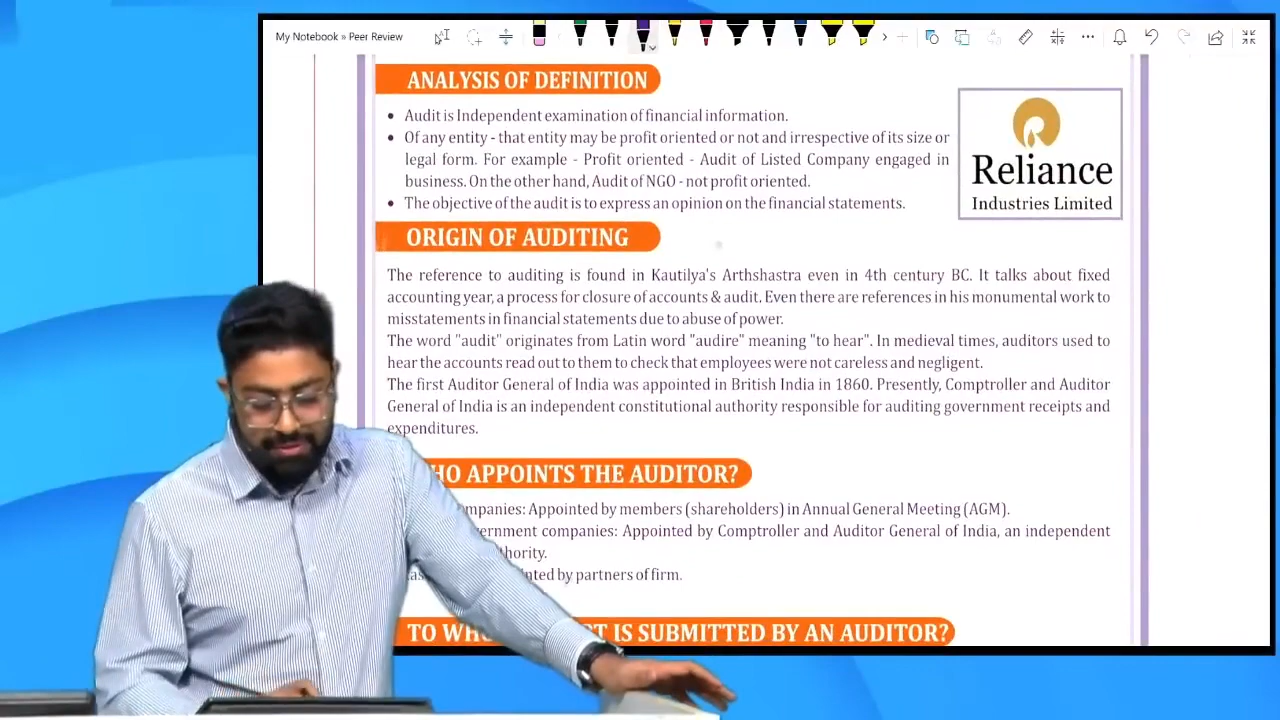 My Notebook » Peer Review
ANALYSIS OF DEFINITION
• Audit is Independent examination of financial information.
• Of any entity - that entity may be profit oriented or not and irrespective of its size or
legal form. For example - Profit oriented - Audit of Listed Company engaged in
business. On the other hand, Audit of NGO - not profit oriented.
• The objective of the audit is to express an opinion on the financial statements.
Reliance
Industries Limited
ORIGIN OF AUDITING
The reference to auditing is found in Kautilya's Arthshastra even in 4th century BC. It talks about fixed
accounting year, a process for closure of accounts & audit. Even there are references in his monumental work to
misstatements in financial statements due to abuse of power.
The word "audit" originates from Latin word "audire" meaning "to hear". In medieval times, auditors used to
hear the accounts read out to them to check that employees were not careless and negligent.
The first Auditor General of India was appointed in British India in 1860. Presently, Comptroller and Auditor
General of India is an independent constitutional authority responsible for auditing government receipts and
expenditures.
HO APPOINTS THE AUDITOR?
mpanies: Appointed by members (shareholders) in Annual General Meeting (AGM).
ernment companies: Appointed by Comptroller and Auditor General of India, an independent
hority.
nted by partners of firm.
TO WH T IS SUBMITTED BY AN AUDITOR?